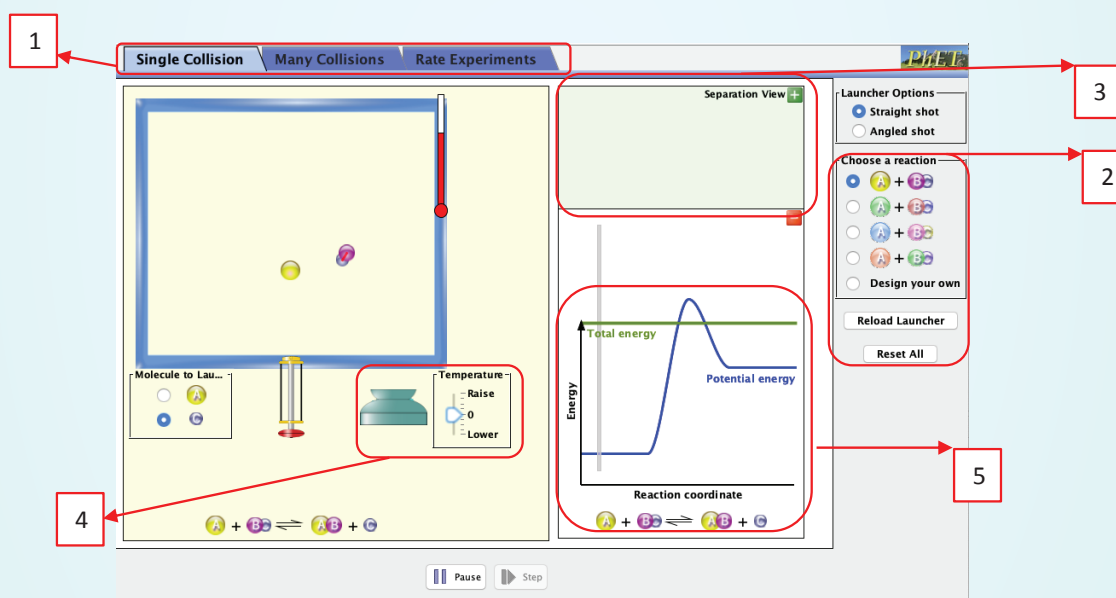 1
Single Collision
Many Collisions
Rate Experiments
PhET
3
Separation View
Launcher Options
Straight shot
Angled shot
2
Choose a reaction
A + BC
A + BC
A + BC
A + BC
Design your own
Reload Launcher
Reset All
Molecule to Lau...
A
C
Temperature
Raise
0
Lower
Total energy
Potential energy
Energy
Reaction coordinate
5
4
A + BC ⇌ AB + C
A + BC ⇌ AB + C
Pause
Step